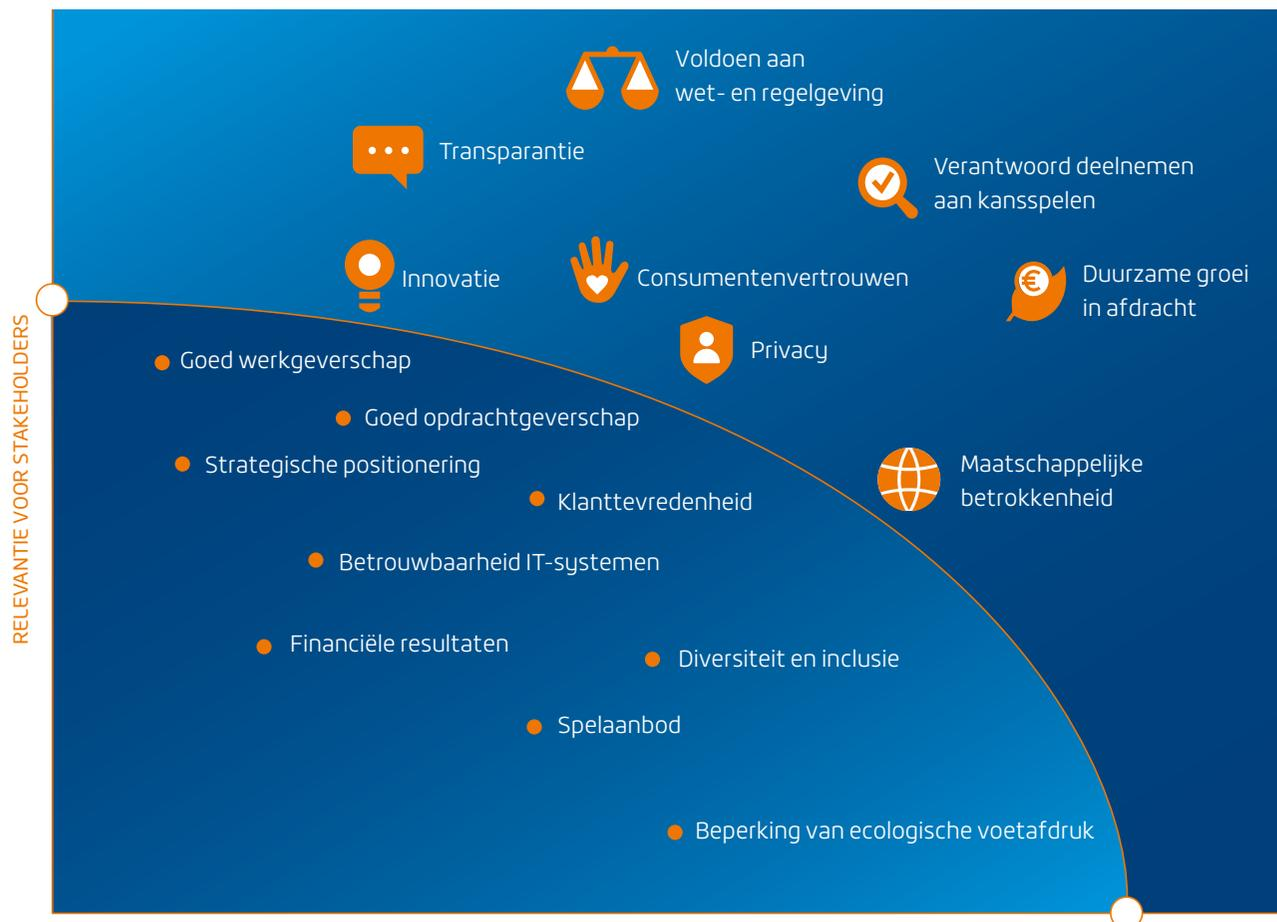 Voldoen aan
wet- en regelgeving
Transparantie
Verantwoord deelnemen
aan kansspelen
Innovatie
Consumentenvertrouwen
Duurzame groei
in afdracht
€
Privacy
RELEVANTIE VOOR STAKEHOLDERS
Goed werkgeverschap
Goed opdrachtgeverschap
Strategische positionering
Maatschappelijke
betrokkenheid
Klanttevredenheid
Betrouwbaarheid IT-systemen
Financiële resultaten
Diversiteit en inclusie
Spelaanbod
Beperking van ecologische voetafdruk